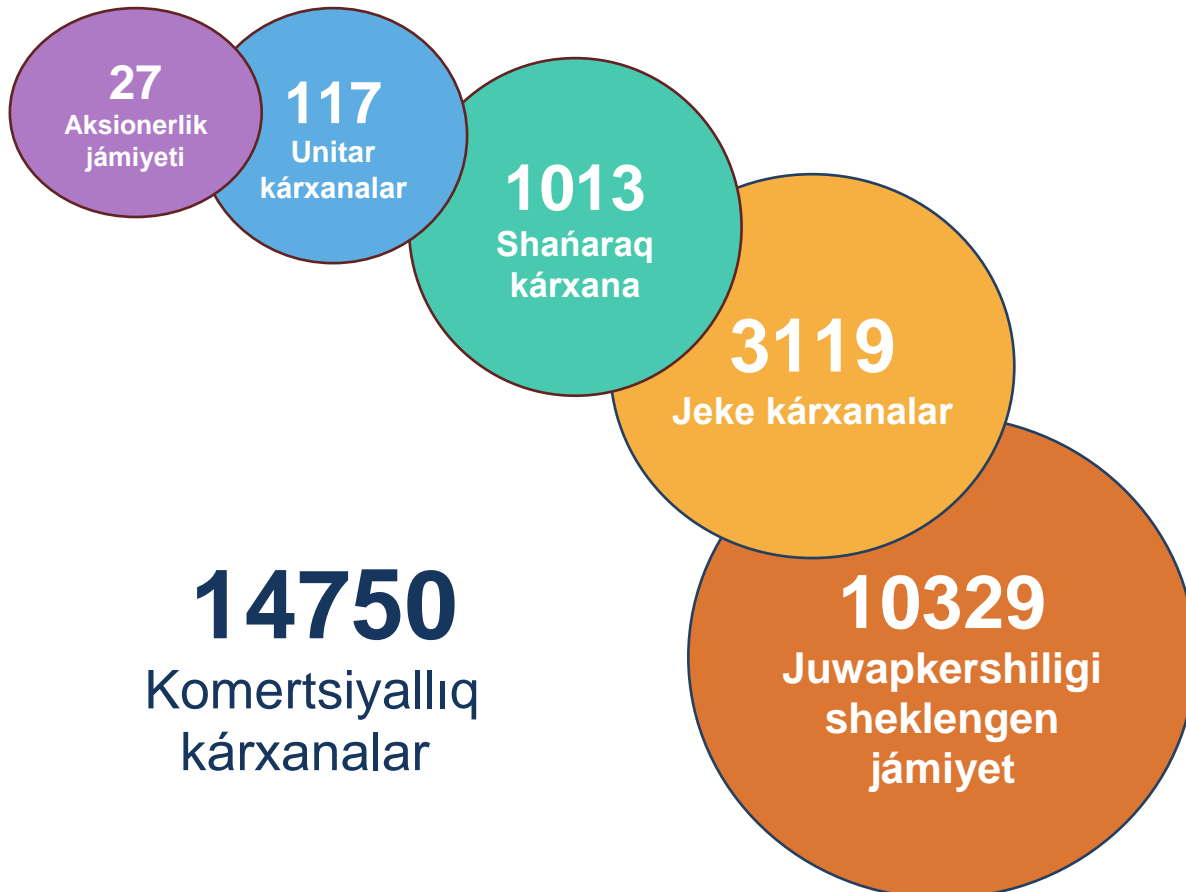 27
Aksionerlik
jámiyeti
117
Unitar
kárxanalar
1013
Shańaraq
kárxana
3119
Jeke kárxanalar
10329
Juwapkershiligi
sheklengen
jámiyet
14750
Komertsiyallıq
kárxanalar